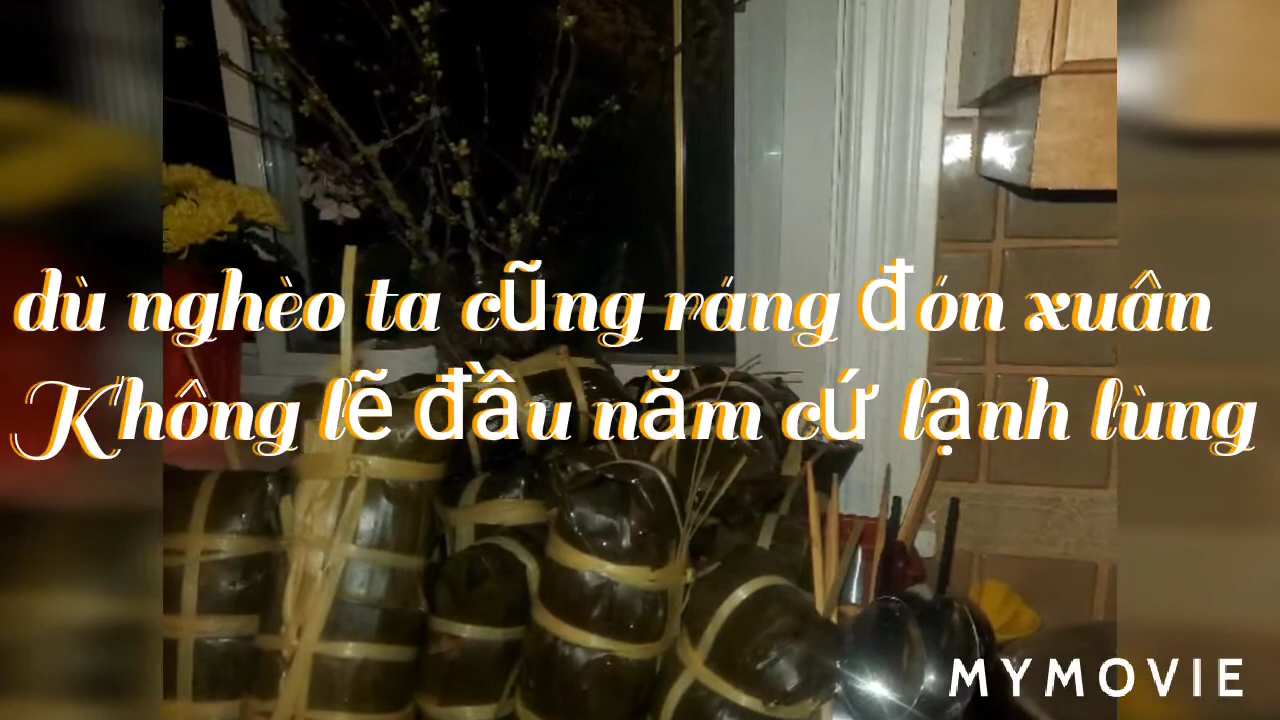 dù nghèo ta cũng ráng đón xuân
Không lẽ đầu năm cứ lạnh lùng
MYMOVIE